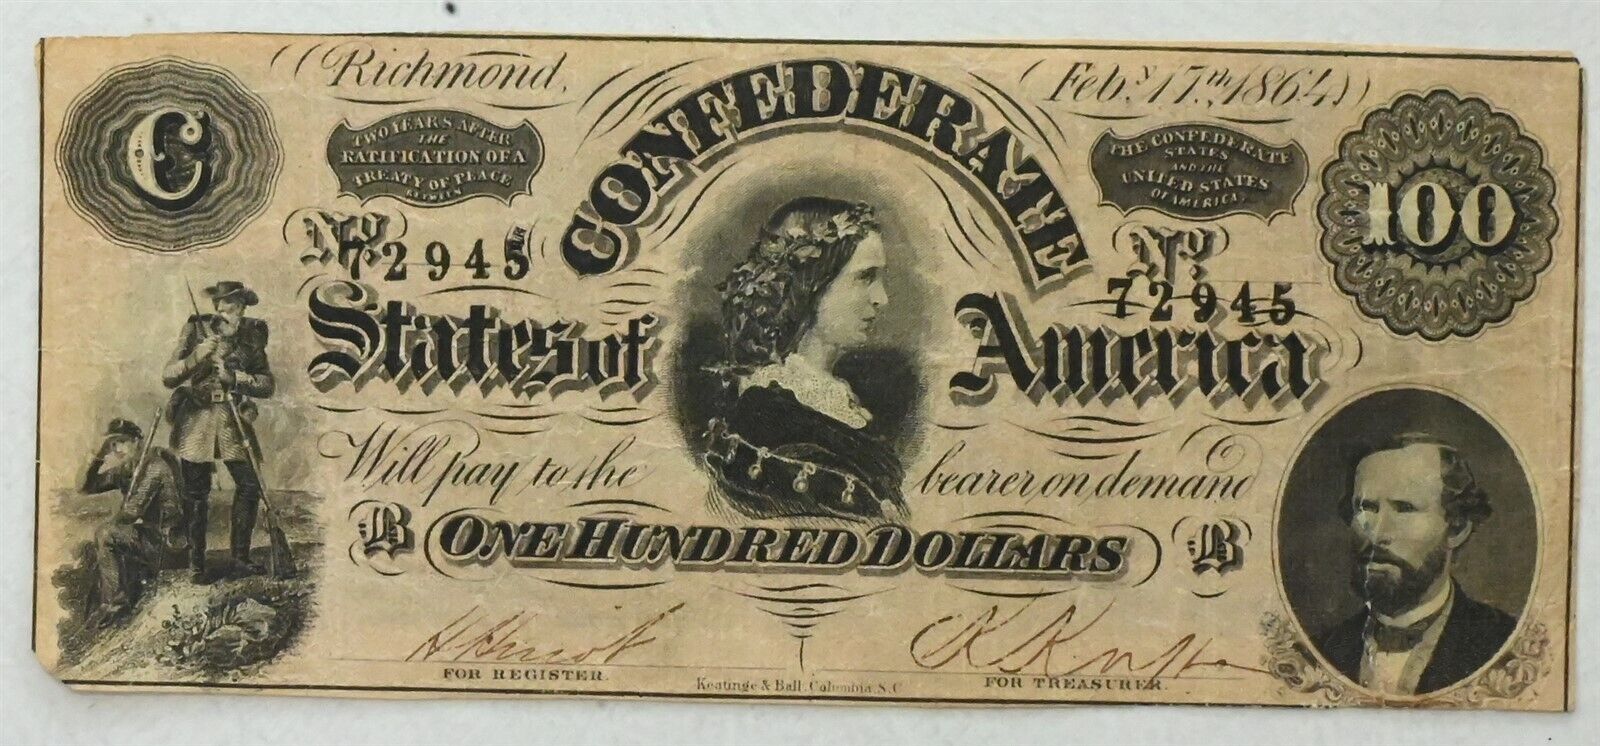 Richmond, Feb.y 17.th, 1864
C
TWO YEARS AFTER
THE
RATIFICATION OF A
TREATY OF PEACE
BETWEEN
CONFEDERATE
THE CONFEDERATE
STATES
AND THE
UNITED STATES
OF AMERICA.
100
No. 72945
No. 72945
States of America
Will pay to the bearer on demand
B ONE HUNDRED DOLLARS B
FOR REGISTER.
Keatinge & Ball, Columbia, S.C.
FOR TREASURER.